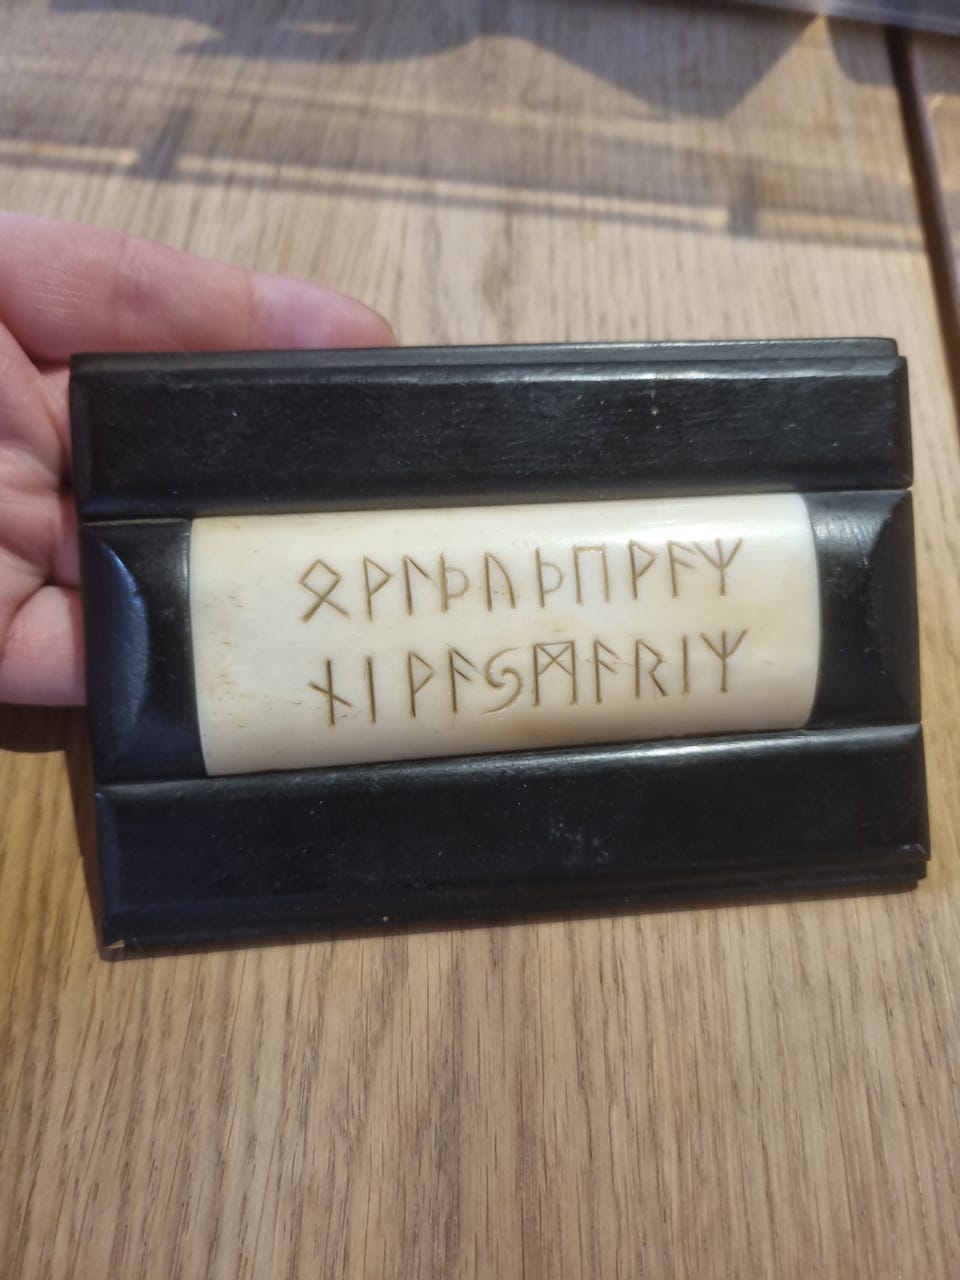 ᛟᚹᛚᚦᚢᚦᛖᚹᚨᛉ
ᚾᛁᚹᚨᛃᛗᚨᚱᛁᛉ